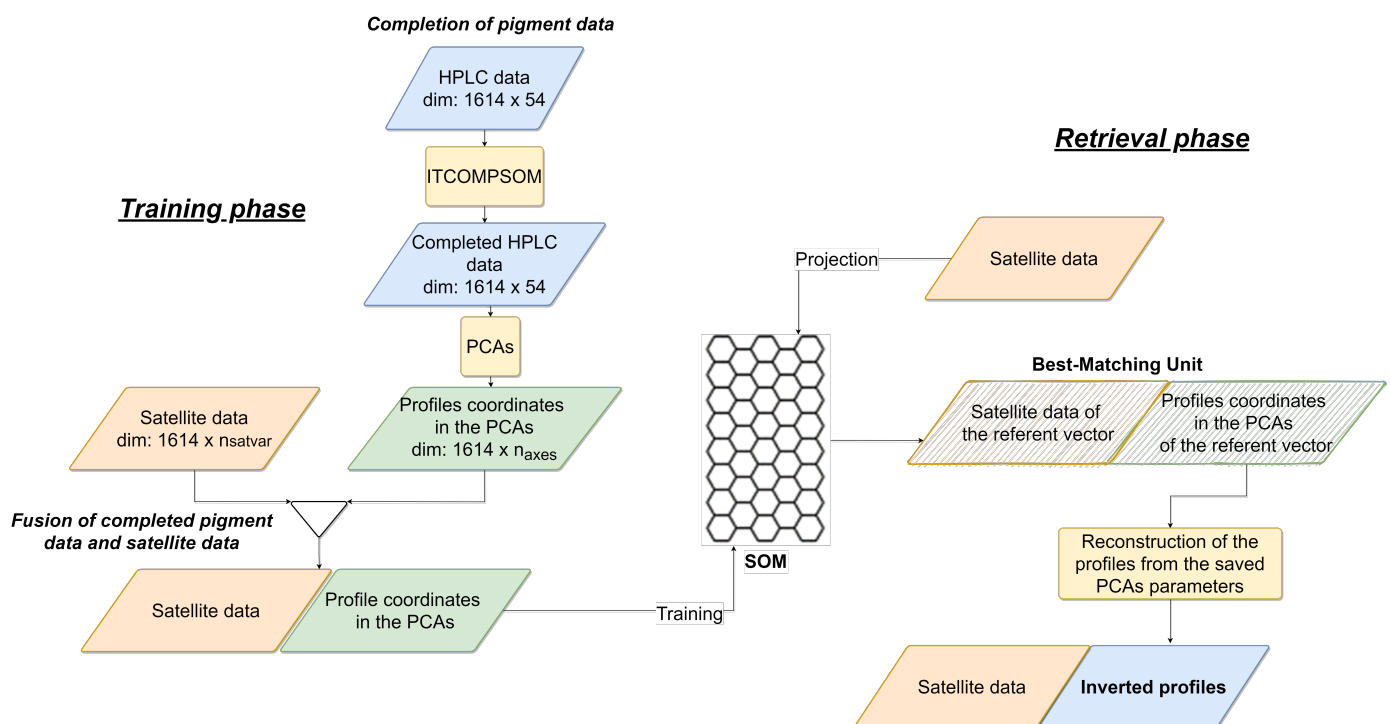 Completion of pigment data
HPLC data
dim: 1614 x 54
ITCOMPSOM
Training phase
Completed HPLC
data
dim: 1614 x 54
PCAs
Satellite data
dim: 1614 x nsatvar
Profiles coordinates
in the PCAs
dim: 1614 x naxes
Fusion of completed pigment
data and satellite data
Satellite data
Profile coordinates
in the PCAs
Training
SOM
Retrieval phase
Satellite data
Projection
Best-Matching Unit
Satellite data of
the referent vector
Profiles coordinates
in the PCAs
of the referent vector
Reconstruction of the
profiles from the saved
PCAs parameters
Satellite data
Inverted profiles